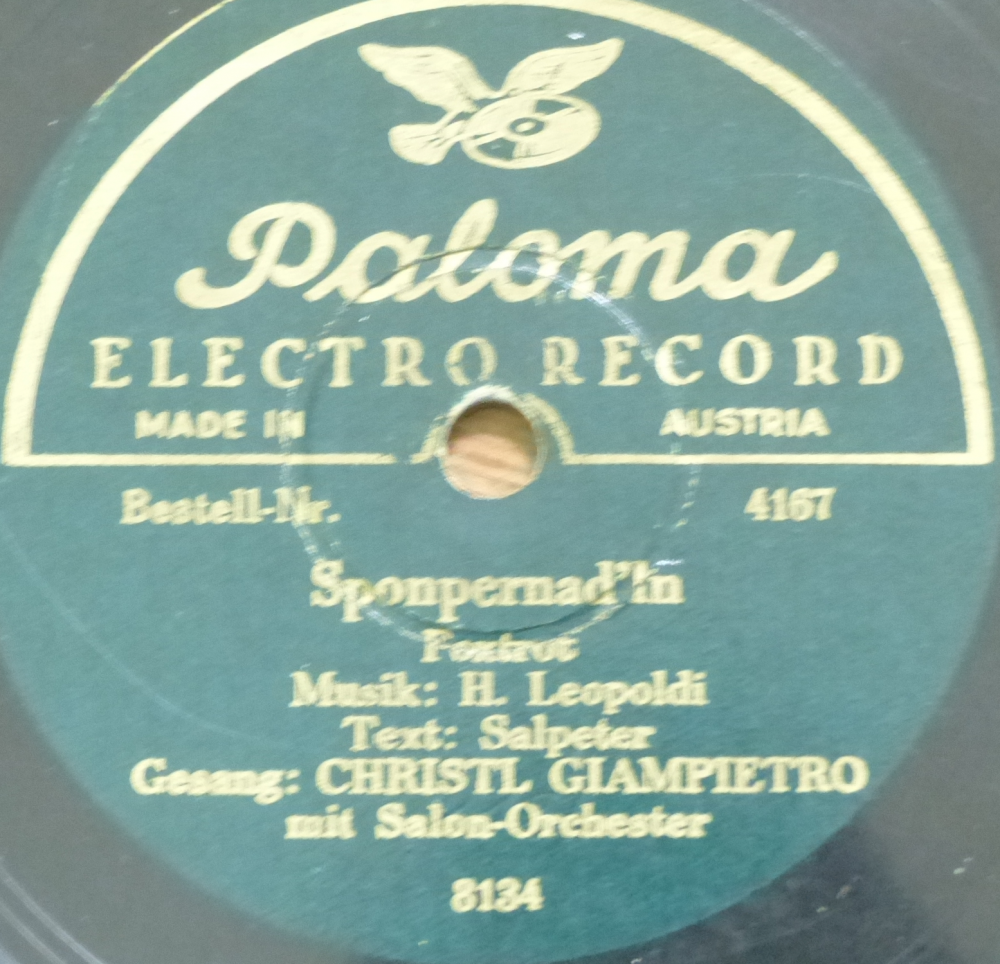 Paloma
ELECTRO RECORD
MADE IN AUSTRIA
Bestell-Nr. 4167
Sponpernad'ln
Foxtrot
Musik: H. Leopoldi
Text: Salpeter
Gesang: CHRISTL GIAMPIETRO
mit Salon-Orchester
8134